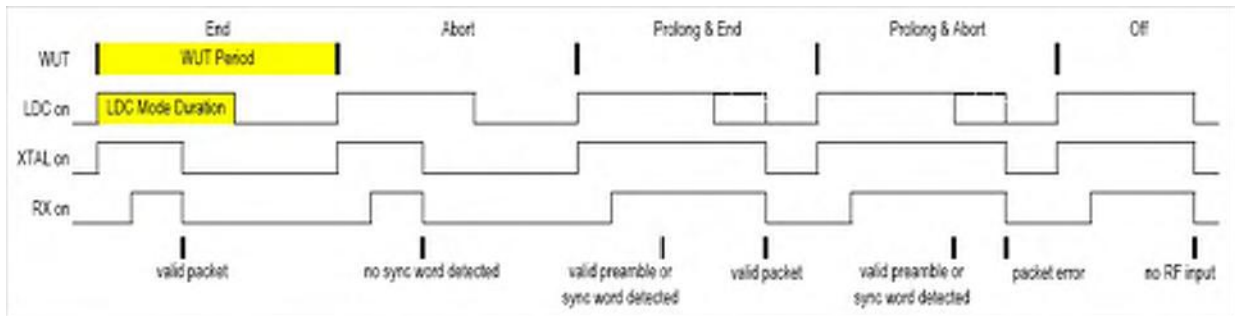 End Abort Prolong & End Prolong & Abort Off
WUT WUT Period
LDC on LDC Mode Duration
XTAL on
RX on
valid packet no sync word detected valid preamble or valid packet valid preamble or packet error no RF input
sync word detected sync word detected